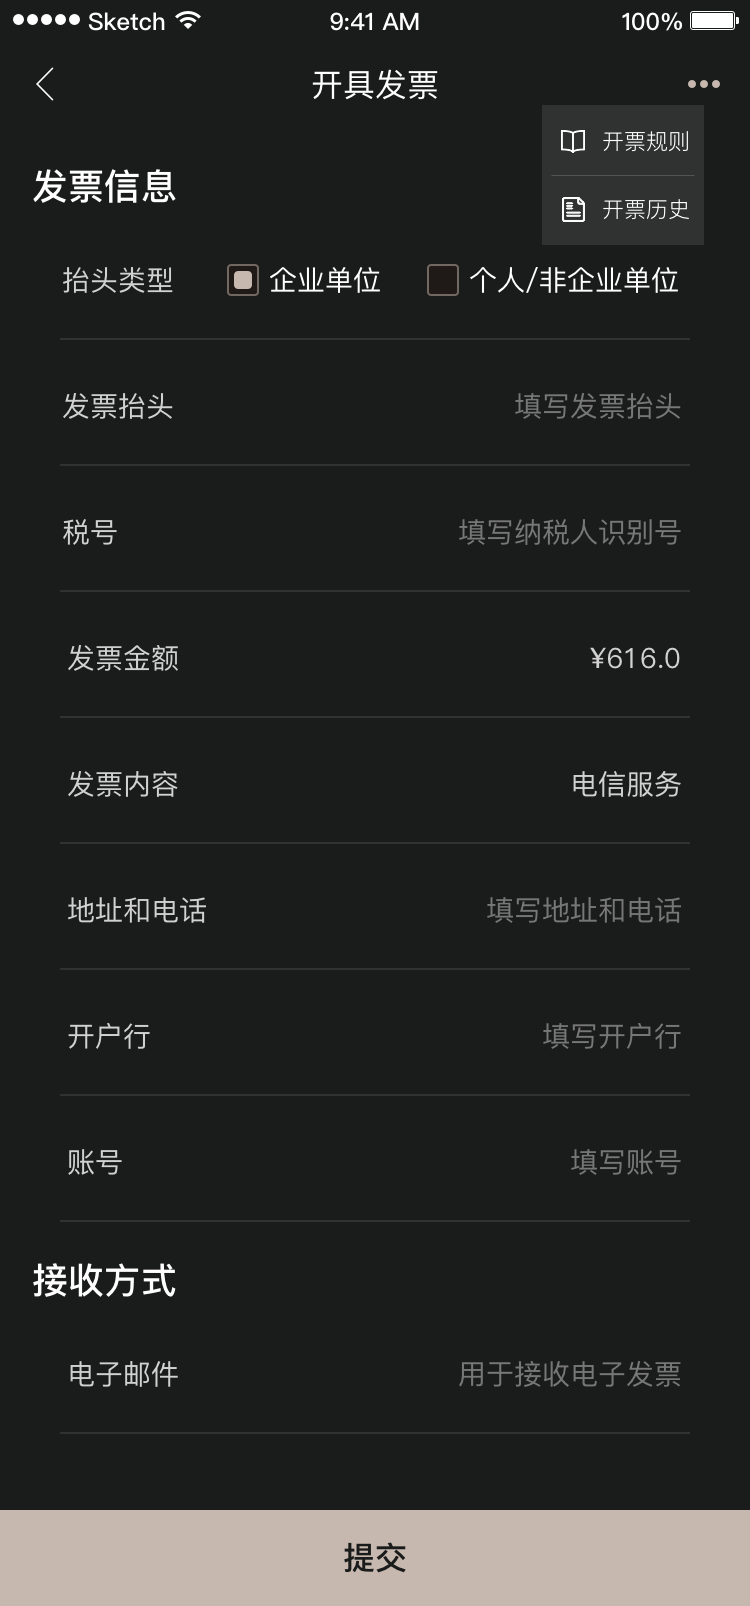 Sketch 9:41 AM 100%
开具发票
开票规则
发票信息
开票历史
抬头类型 企业单位 个人/非企业单位
发票抬头 填写发票抬头
税号 填写纳税人识别号
发票金额 ¥616.0
发票内容 电信服务
地址和电话 填写地址和电话
开户行 填写开户行
账号 填写账号
接收方式
电子邮件 用于接收电子发票
提交